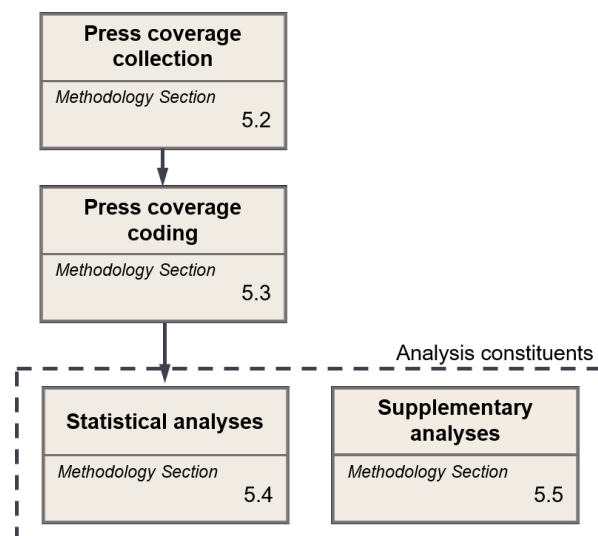 Press coverage
collection
Methodology Section
5.2
Press coverage
coding
Methodology Section
5.3
Analysis constituents
Statistical analyses
Methodology Section
5.4
Supplementary
analyses
Methodology Section
5.5